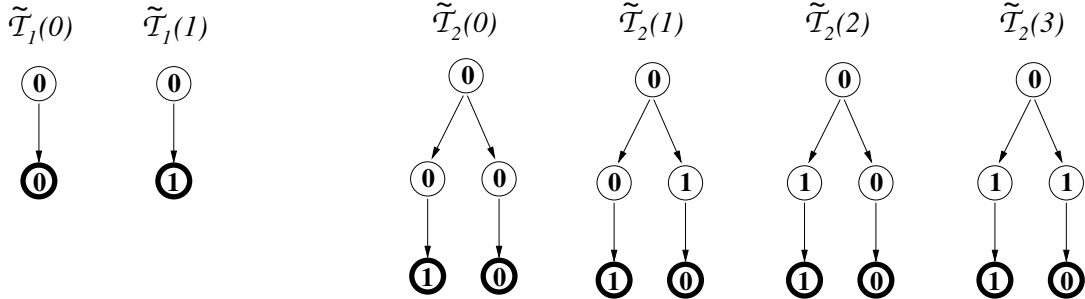 𝒯̃₁(0) 𝒯̃₁(1) 𝒯̃₂(0) 𝒯̃₂(1) 𝒯̃₂(2) 𝒯̃₂(3)
0 0 0 0 0 0
0 1 0 0 0 1 1 0 1 1
1 0 1 0 1 0 1 0